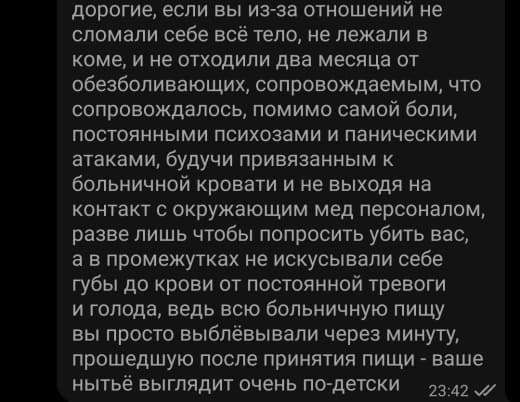 дорогие, если вы из-за отношений не
сломали себе всё тело, не лежали в
коме, и не отходили два месяца от
обезболивающих, сопровождаемым, что
сопровождалось, помимо самой боли,
постоянными психозами и паническими
атаками, будучи привязанным к
больничной кровати и не выходя на
контакт с окружающим мед персоналом,
разве лишь чтобы попросить убить вас,
а в промежутках не искусывали себе
губы до крови от постоянной тревоги
и голода, ведь всю больничную пищу
вы просто выблёвывали через минуту,
прошедшую после принятия пищи - ваше
нытьё выглядит очень по-детски
23:42